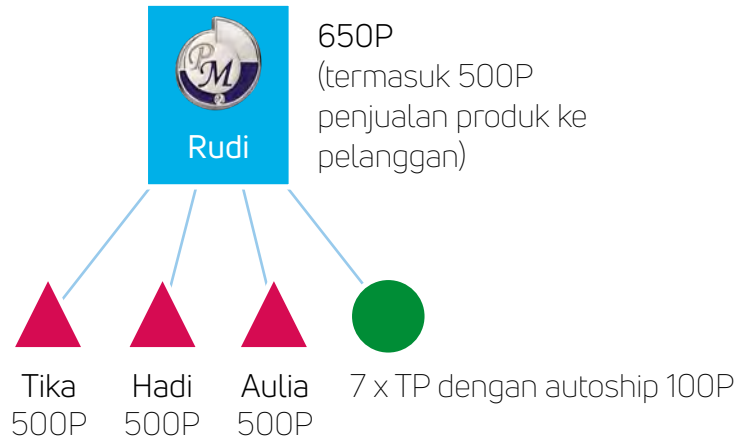 PM
650P
(termasuk 500P
penjualan produk ke
pelanggan)
Rudi
Tika
500P
Hadi
500P
Aulia
500P
7 x TP dengan autoship 100P